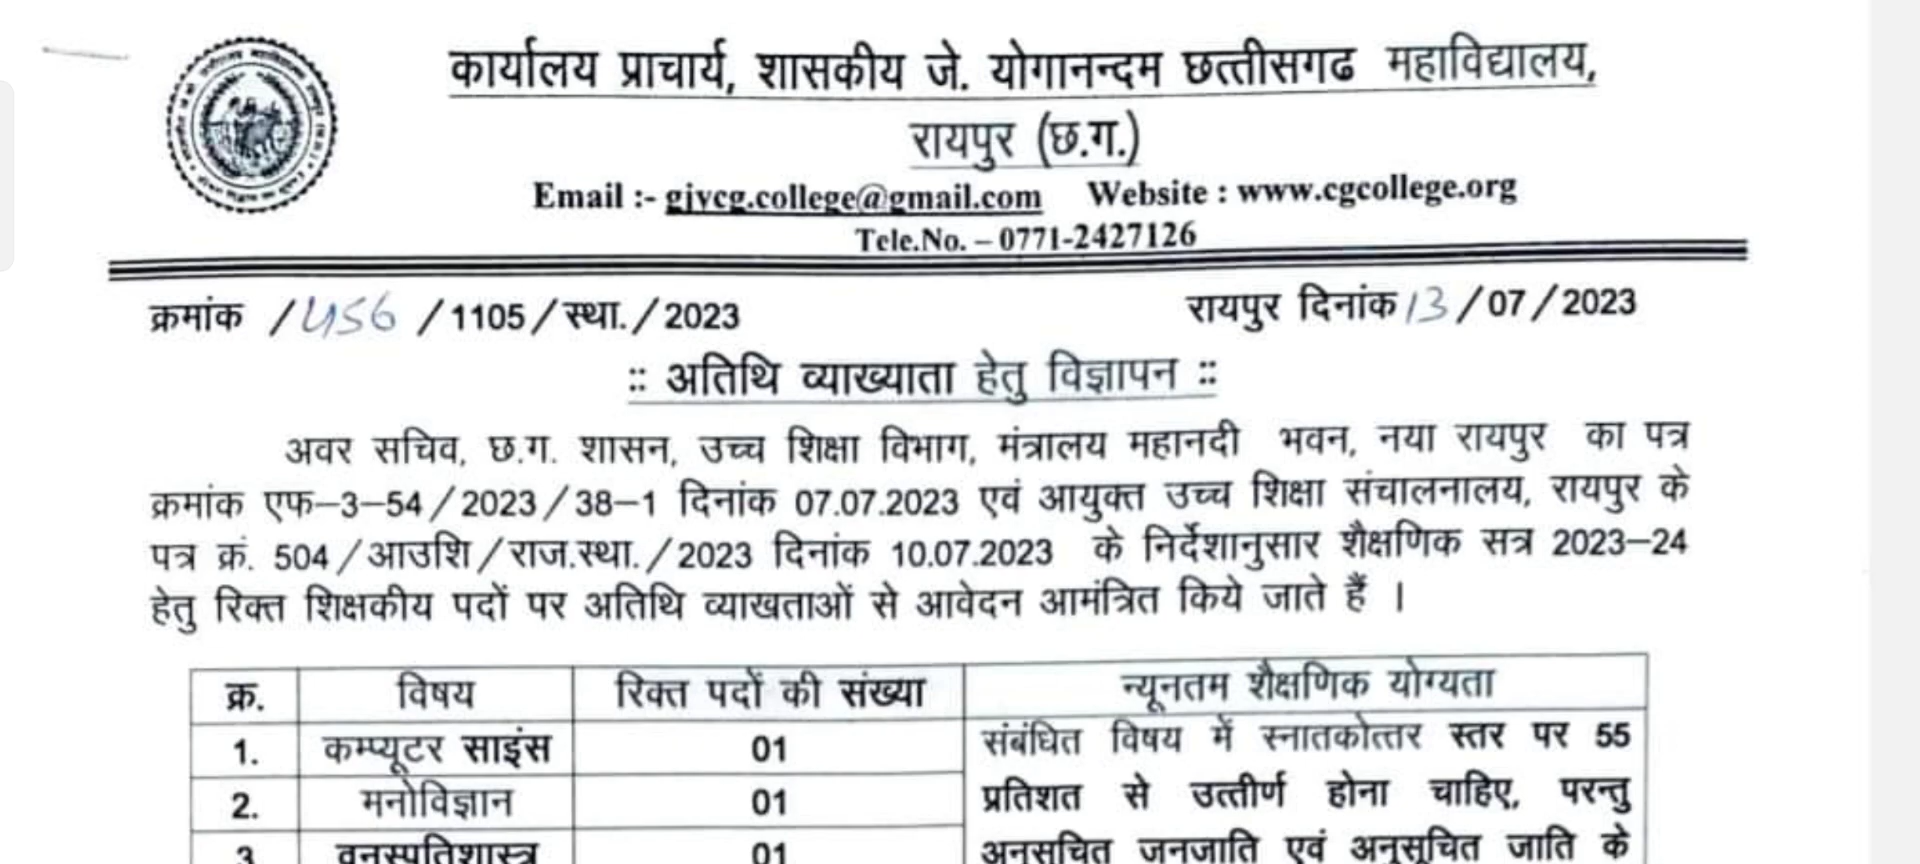 कार्यालय प्राचार्य, शासकीय जे. योगानन्दम छत्तीसगढ महाविद्यालय,
रायपुर (छ.ग.)
Email :- gjycg.college@gmail.com Website : www.cgcollege.org
Tele.No. – 0771-2427126
क्रमांक /456 /1105/स्था./2023 रायपुर दिनांक 13/07/2023
:: अतिथि व्याख्याता हेतु विज्ञापन ::
अवर सचिव, छ.ग. शासन, उच्च शिक्षा विभाग, मंत्रालय महानदी भवन, नया रायपुर का पत्र
क्रमांक एफ–3–54/2023/38–1 दिनांक 07.07.2023 एवं आयुक्त उच्च शिक्षा संचालनालय, रायपुर के
पत्र क्रं. 504/आउशि/राज.स्था./2023 दिनांक 10.07.2023 के निर्देशानुसार शैक्षणिक सत्र 2023–24
हेतु रिक्त शिक्षकीय पदों पर अतिथि व्याखताओं से आवेदन आमंत्रित किये जाते हैं ।
क्र. विषय रिक्त पदों की संख्या न्यूनतम शैक्षणिक योग्यता
1. कम्प्यूटर साइंस 01 संबंधित विषय में स्नातकोत्तर स्तर पर 55
2. मनोविज्ञान 01 प्रतिशत से उत्तीर्ण होना चाहिए, परन्तु
3 वनस्पतिशास्त्र 01 अनुसूचित जनजाति एवं अनुसूचित जाति के